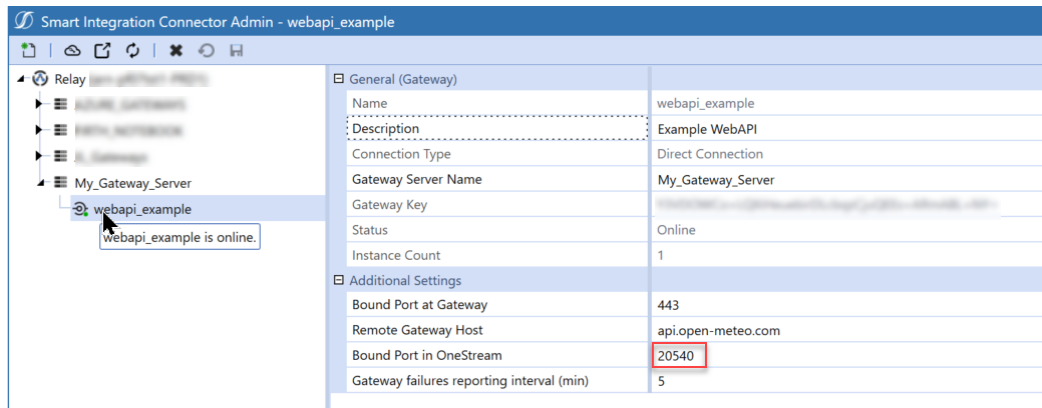 Smart Integration Connector Admin - webapi_example
Relay
General (Gateway)
Name webapi_example
Description Example WebAPI
Connection Type Direct Connection
My_Gateway_Server
Gateway Server Name My_Gateway_Server
webapi_example
Gateway Key
webapi_example is online.
Status Online
Instance Count 1
Additional Settings
Bound Port at Gateway 443
Remote Gateway Host api.open-meteo.com
Bound Port in OneStream 20540
Gateway failures reporting interval (min) 5